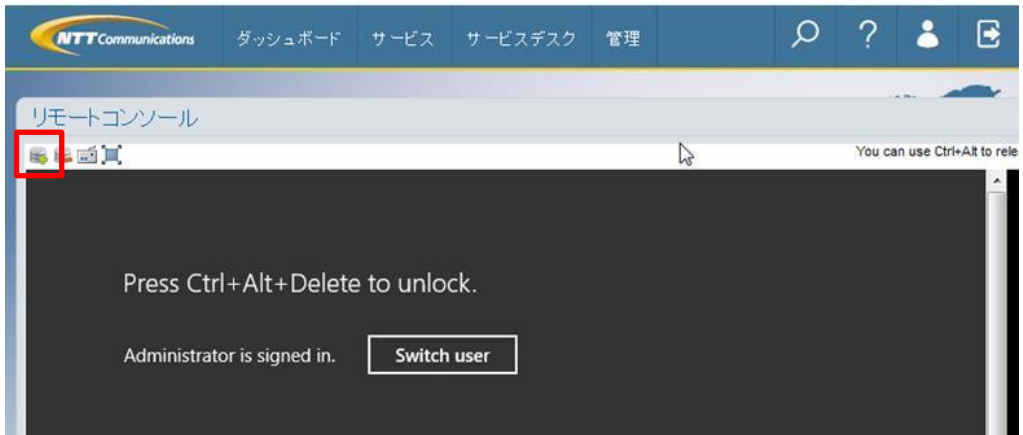 NTT Communications ダッシュボード サービス サービスデスク 管理
リモートコンソール
You can use Ctrl+Alt to rele
Press Ctrl+Alt+Delete to unlock.
Administrator is signed in. Switch user